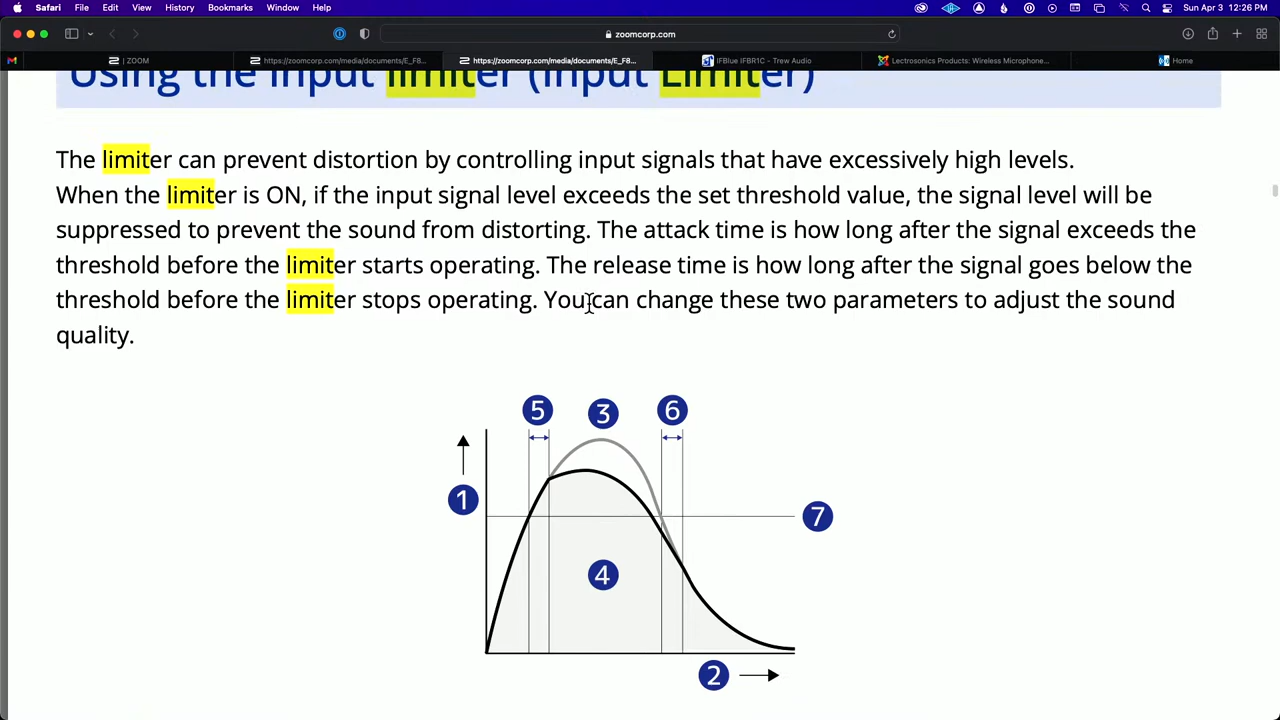 Safari File Edit View History Bookmarks Window Help Sun Apr 3 12:26 PM
zoomcorp.com
| ZOOM https://zoomcorp.com/media/documents/E_F8... https://zoomcorp.com/media/documents/E_F8... IFBlue IFBR1C – Trew Audio Lectrosonics Products: Wireless Microphone... Home
Using the input limiter (Input Limiter)
The limiter can prevent distortion by controlling input signals that have excessively high levels.
When the limiter is ON, if the input signal level exceeds the set threshold value, the signal level will be
suppressed to prevent the sound from distorting. The attack time is how long after the signal exceeds the
threshold before the limiter starts operating. The release time is how long after the signal goes below the
threshold before the limiter stops operating. You can change these two parameters to adjust the sound
quality.
5 3 6
1
7
4
2